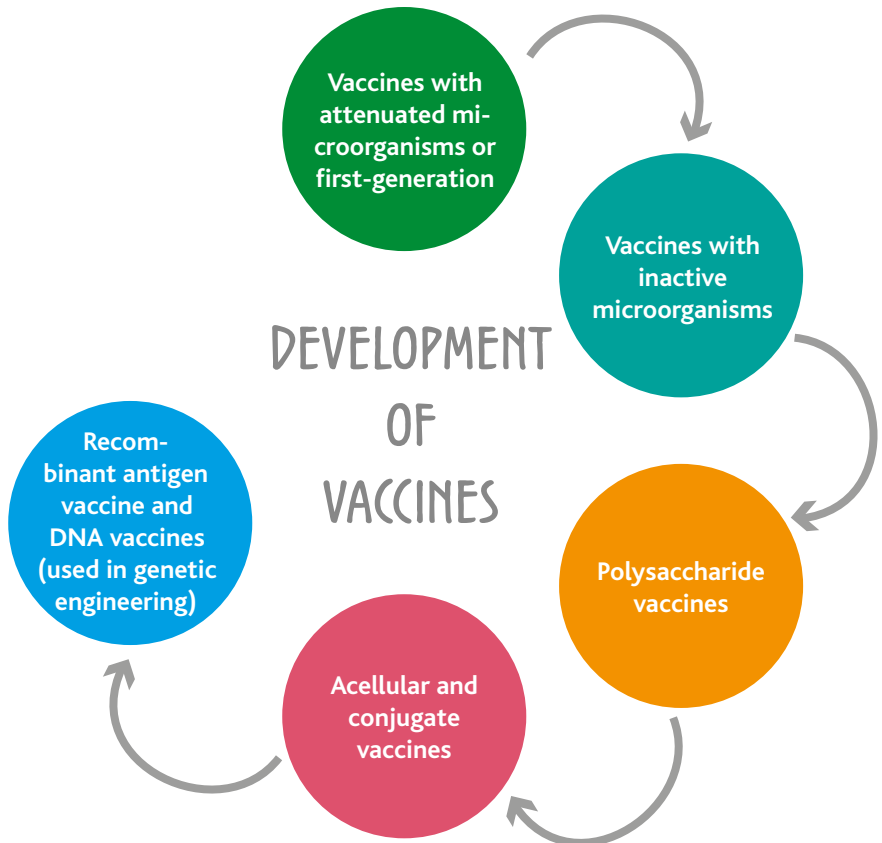 Vaccines with
attenuated mi-
croorganisms or
first-generation
Vaccines with
inactive
microorganisms
DEVELOPMENT
OF
VACCINES
Polysaccharide
vaccines
Acellular and
conjugate
vaccines
Recom-
binant antigen
vaccine and
DNA vaccines
(used in genetic
engineering)